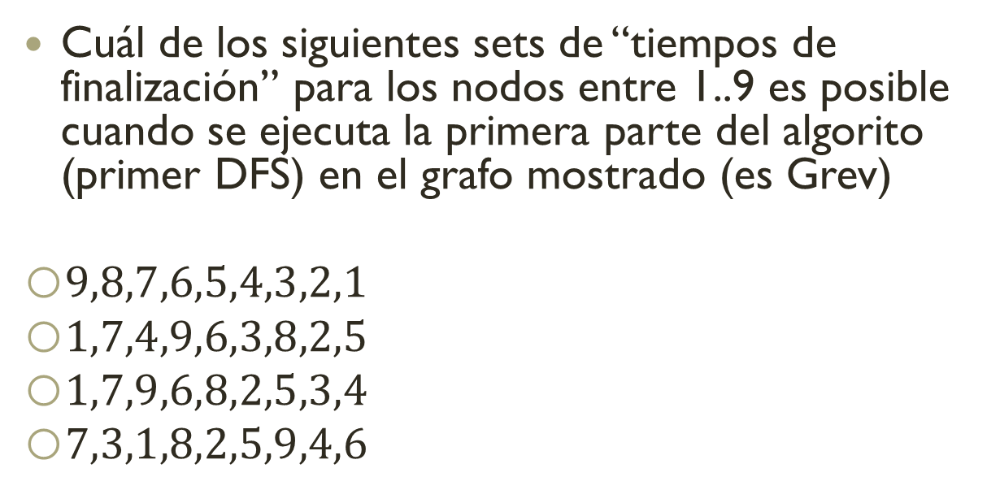 • Cuál de los siguientes sets de “tiempos de
finalización” para los nodos entre 1..9 es posible
cuando se ejecuta la primera parte del algorito
(primer DFS) en el grafo mostrado (es Grev)
○9,8,7,6,5,4,3,2,1
○1,7,4,9,6,3,8,2,5
○1,7,9,6,8,2,5,3,4
○7,3,1,8,2,5,9,4,6